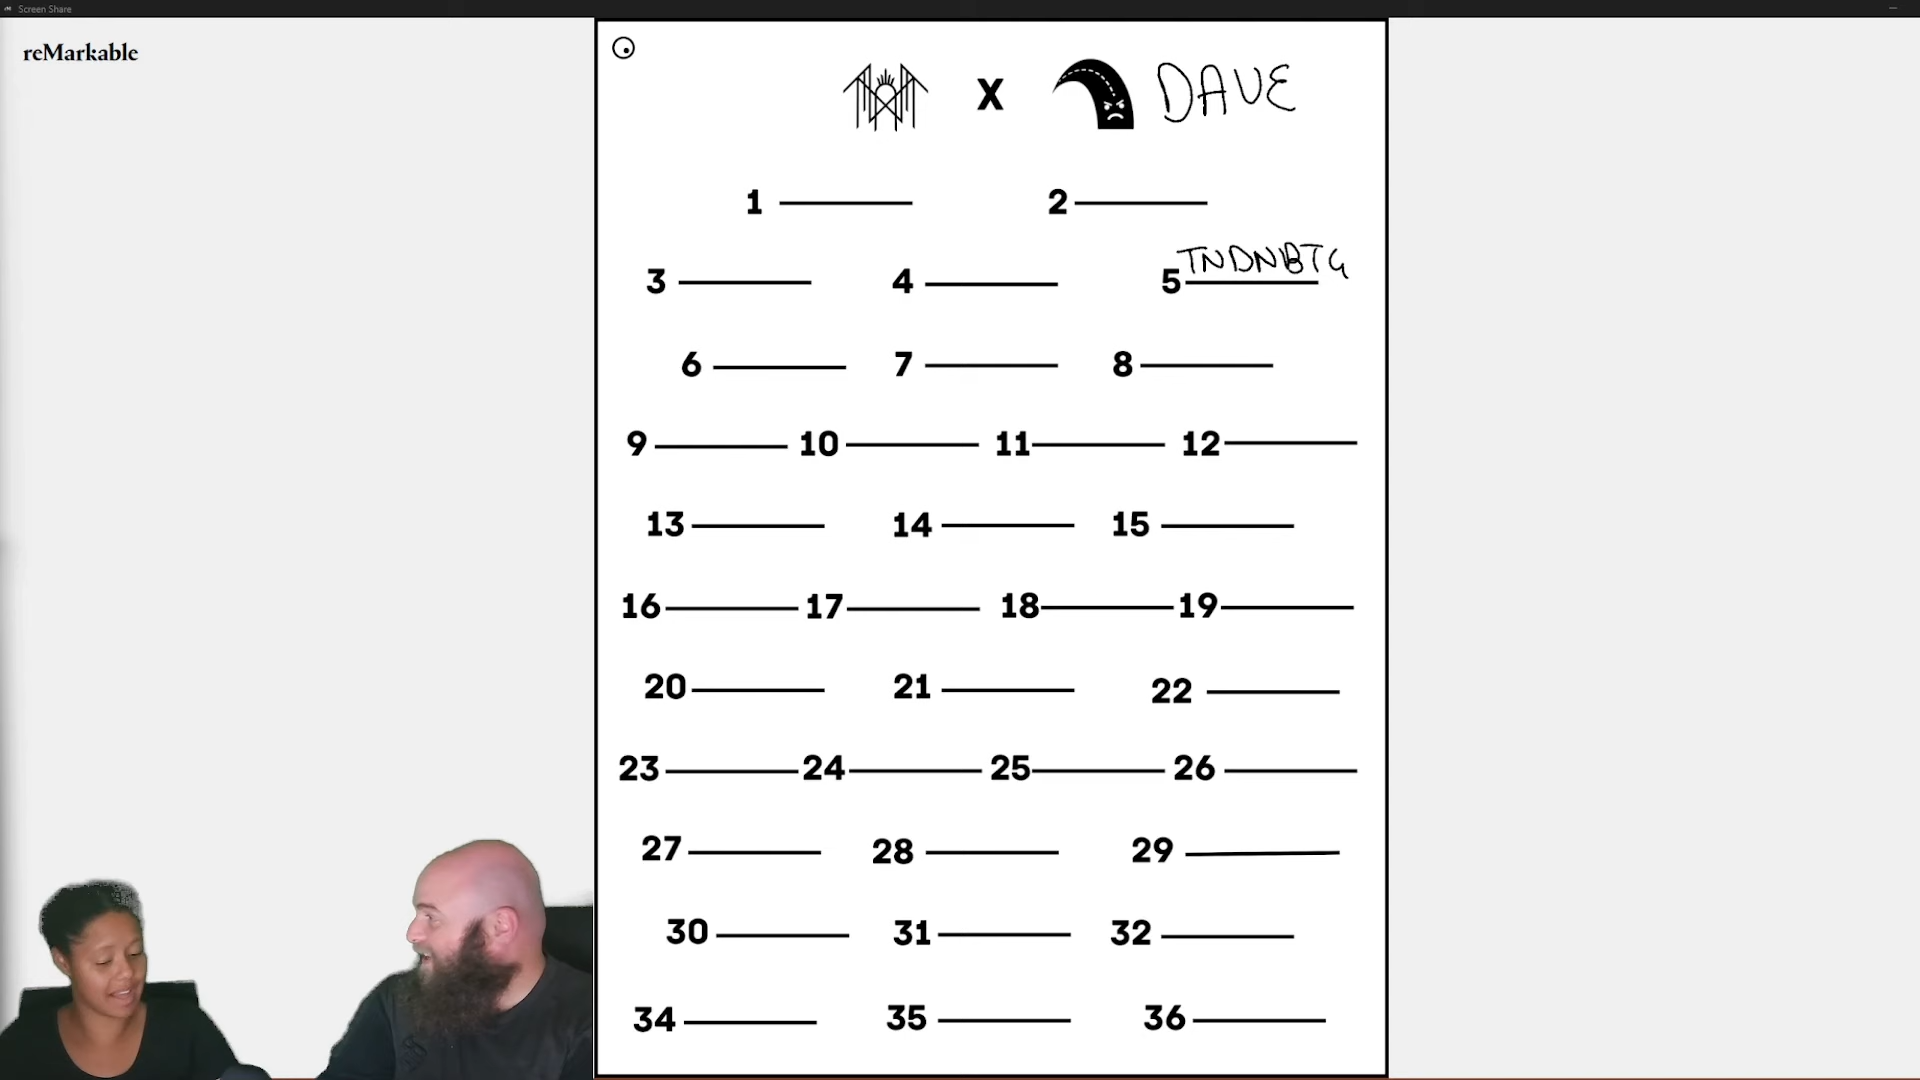 Screen Share
reMarkable
X DAVE
1 2
3 4 5 TNDNBTG
6 7 8
9 10 11 12
13 14 15
16 17 18 19
20 21 22
23 24 25 26
27 28 29
30 31 32
34 35 36